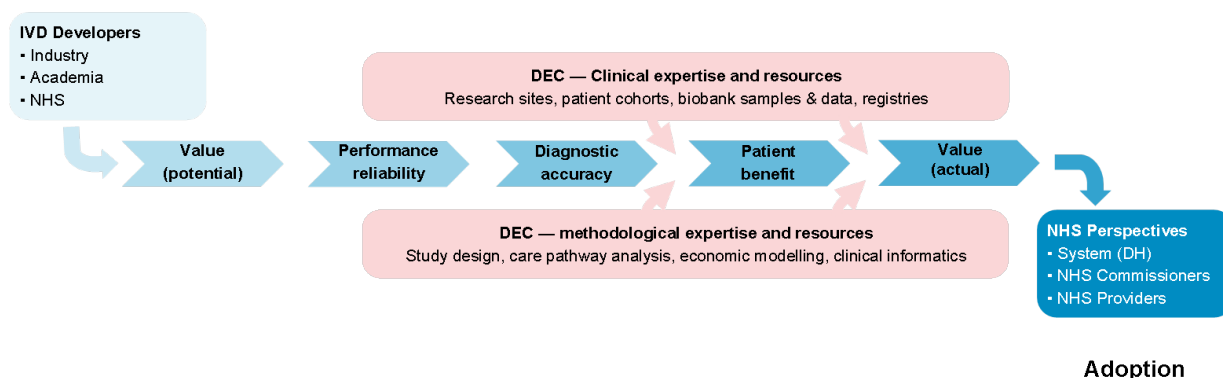 IVD Developers
▪ Industry
▪ Academia
▪ NHS
DEC — Clinical expertise and resources
Research sites, patient cohorts, biobank samples & data, registries
Value
(potential)
Performance
reliability
Diagnostic
accuracy
Patient
benefit
Value
(actual)
DEC — methodological expertise and resources
Study design, care pathway analysis, economic modelling, clinical informatics
NHS Perspectives
▪ System (DH)
▪ NHS Commissioners
▪ NHS Providers
Adoption